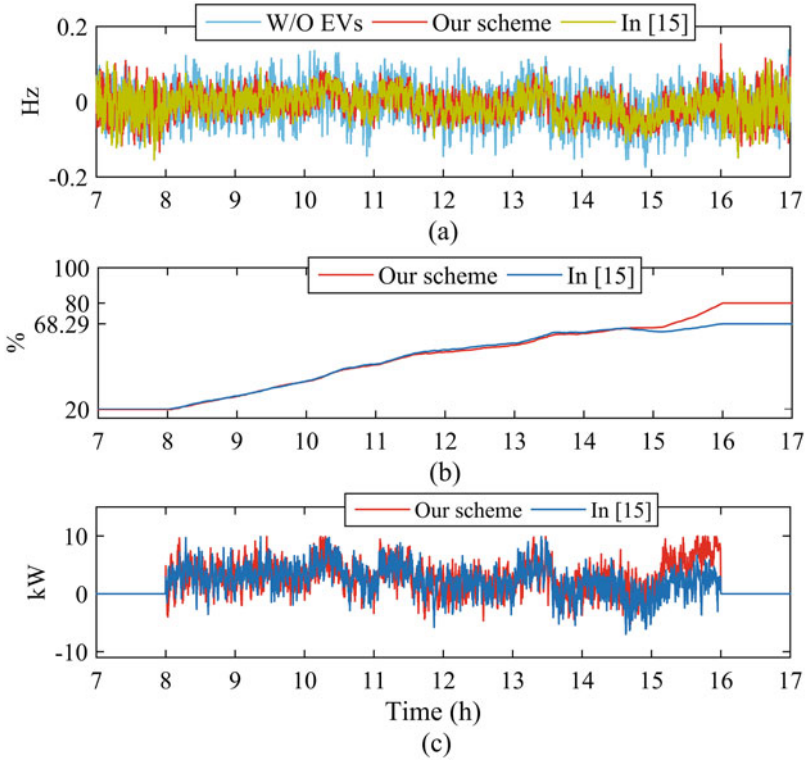 W/O EVs Our scheme In [15]
0.2
0
-0.2
Hz
7 8 9 10 11 12 13 14 15 16 17
(a)
Our scheme In [15]
100
80
68.29
20
%
7 8 9 10 11 12 13 14 15 16 17
(b)
Our scheme In [15]
10
0
-10
kW
7 8 9 10 11 12 13 14 15 16 17
Time (h)
(c)